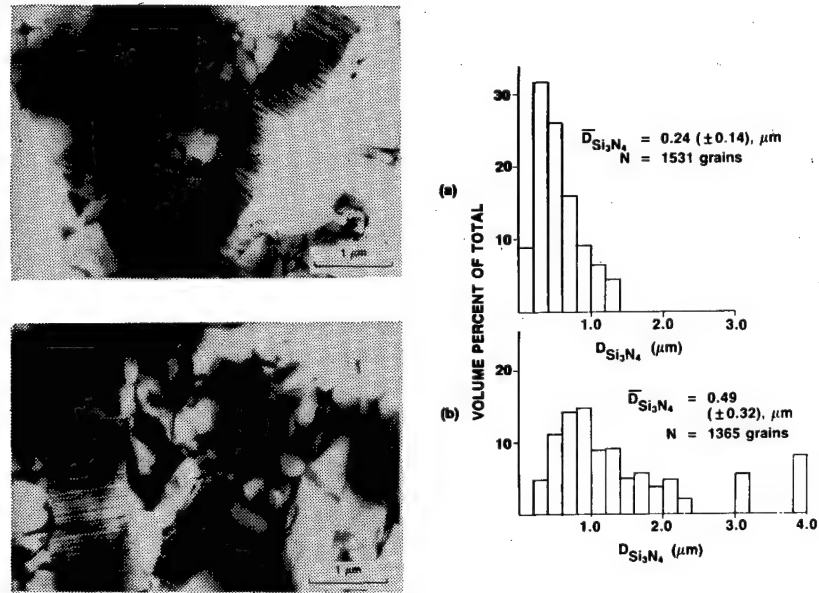 1 μm
1 μm
VOLUME PERCENT OF TOTAL
(a)
30
20
10
D̅Si₃N₄ = 0.24 (±0.14), μm
N = 1531 grains
1.0 3.0
DSi₃N₄ (μm)
(b)
20
10
D̅Si₃N₄ = 0.49
(±0.32), μm
N = 1365 grains
1.0 2.0 3.0 4.0
DSi₃N₄ (μm)